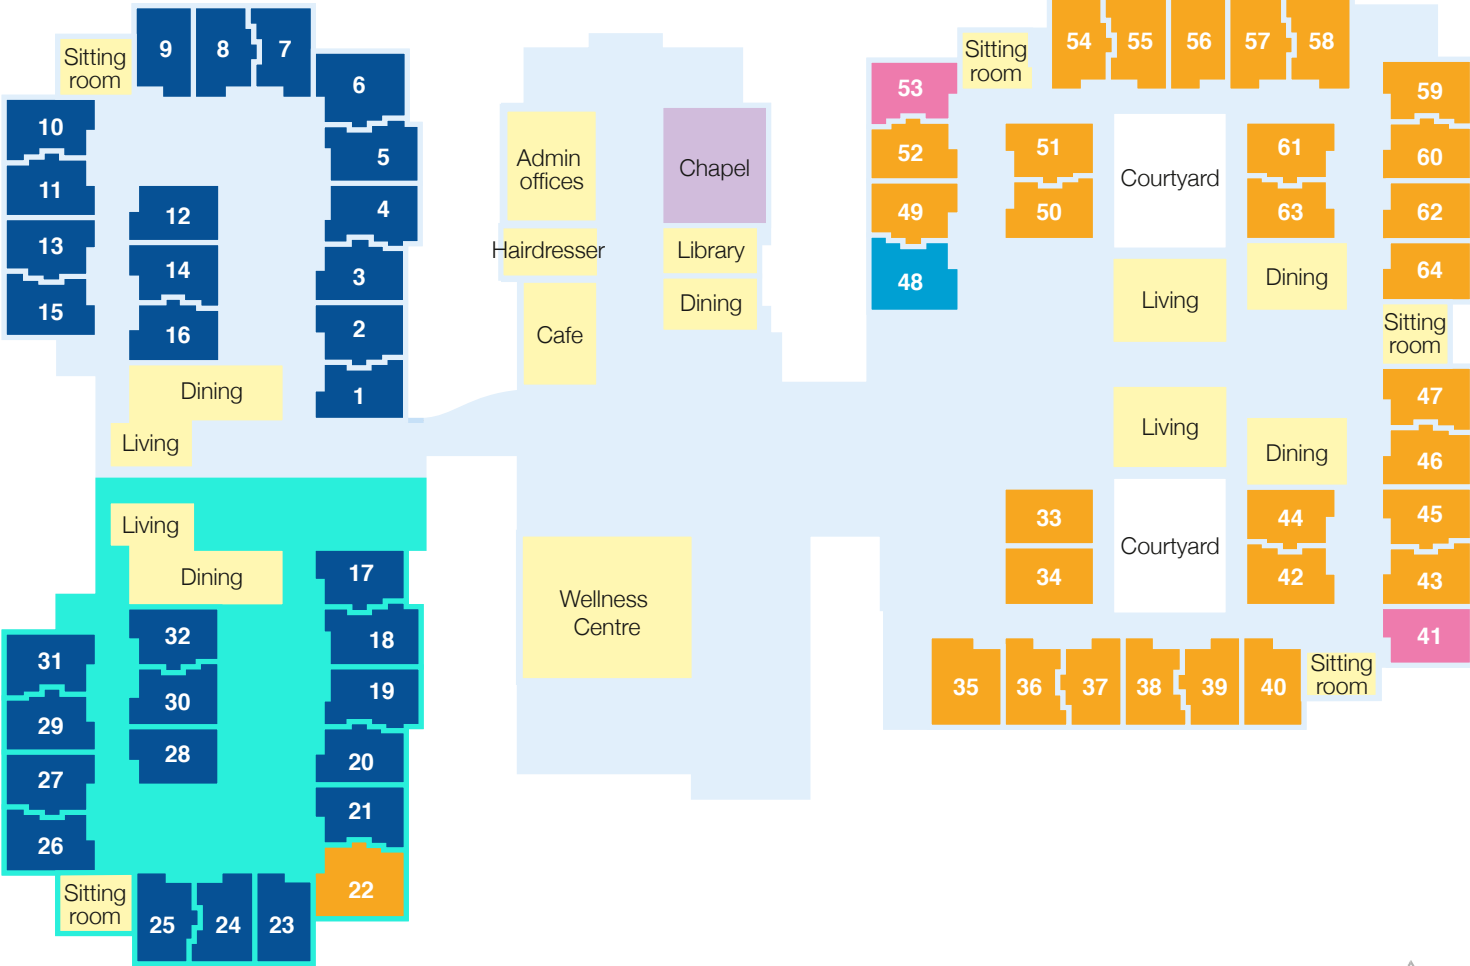 9
8
7
Sitting
room
6
10
5
11
4
12
13
3
14
15
2
16
Dining
1
Living
Admin
offices
Chapel
Hairdresser
Library
Dining
Cafe
Wellness
Centre
Living
Dining
17
32
18
31
19
30
29
20
28
27
21
26
22
Sitting
room
25
24
23
54
55
56
57
58
Sitting
room
53
59
52
51
Courtyard
61
60
49
50
63
62
48
Living
Dining
64
Sitting
room
47
Living
Dining
46
33
44
45
Courtyard
34
42
43
41
35
36
37
38
39
40
Sitting
room